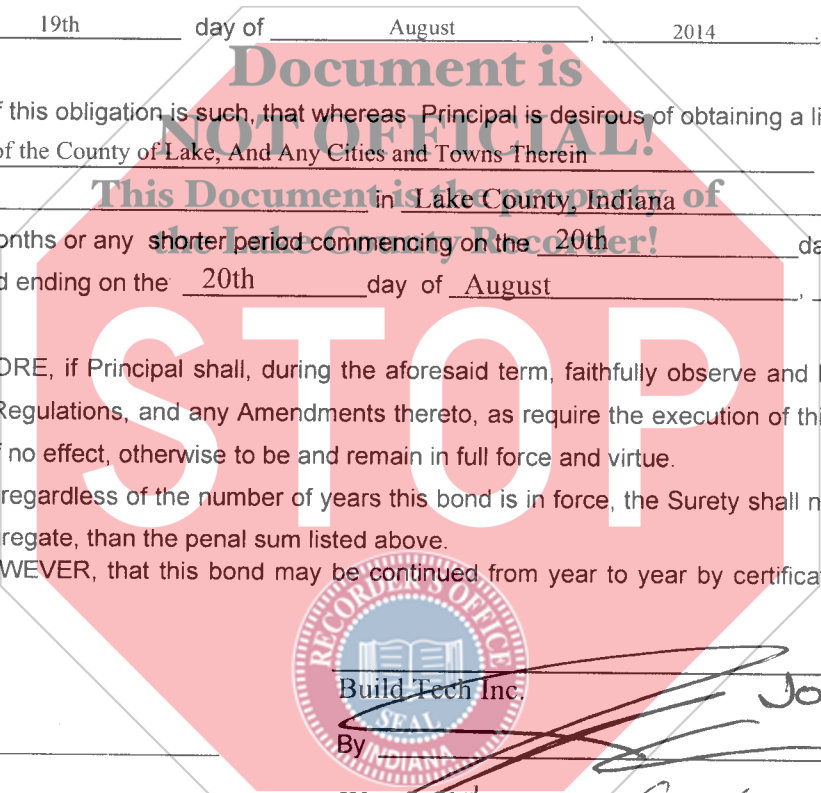 19th day of August , 2014 .
Document is
f this obligation is such, that whereas Principal is desirous of obtaining a li
NOT OFFICIAL!
of the County of Lake, And Any Cities and Towns Therein
This Document is the property of
in Lake County, Indiana
the Lake County Recorder!
onths or any shorter period commencing on the 20th da
d ending on the 20th day of August ,
STOP
ORE, if Principal shall, during the aforesaid term, faithfully observe and
Regulations, and any Amendments thereto, as require the execution of thi
f no effect, otherwise to be and remain in full force and virtue.
regardless of the number of years this bond is in force, the Surety shall n
regate, than the penal sum listed above.
WEVER, that this bond may be continued from year to year by certifica
RECORDER'S OFFICE
Build Tech Inc. Jo
SEAL
By
INDIANA